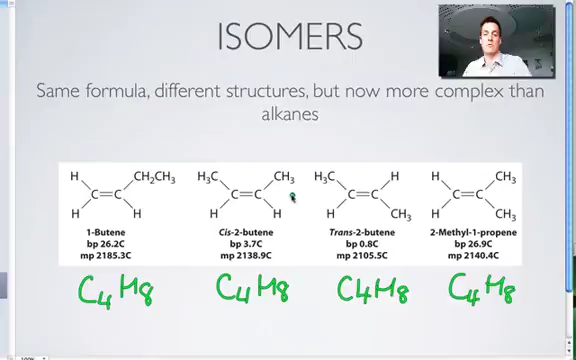 ISOMERS
Same formula, different structures, but now more complex than
alkanes
H CH2CH3 H3C CH3 H3C H H CH3
C=C C=C C=C C=C
H H H H H CH3 H CH3
1-Butene Cis-2-butene Trans-2-butene 2-Methyl-1-propene
bp 26.2C bp 3.7C bp 0.8C bp 26.9C
mp 2185.3C mp 2138.9C mp 2105.5C mp 2140.4C
C4H8 C4H8 C4H8 C4H8
100%